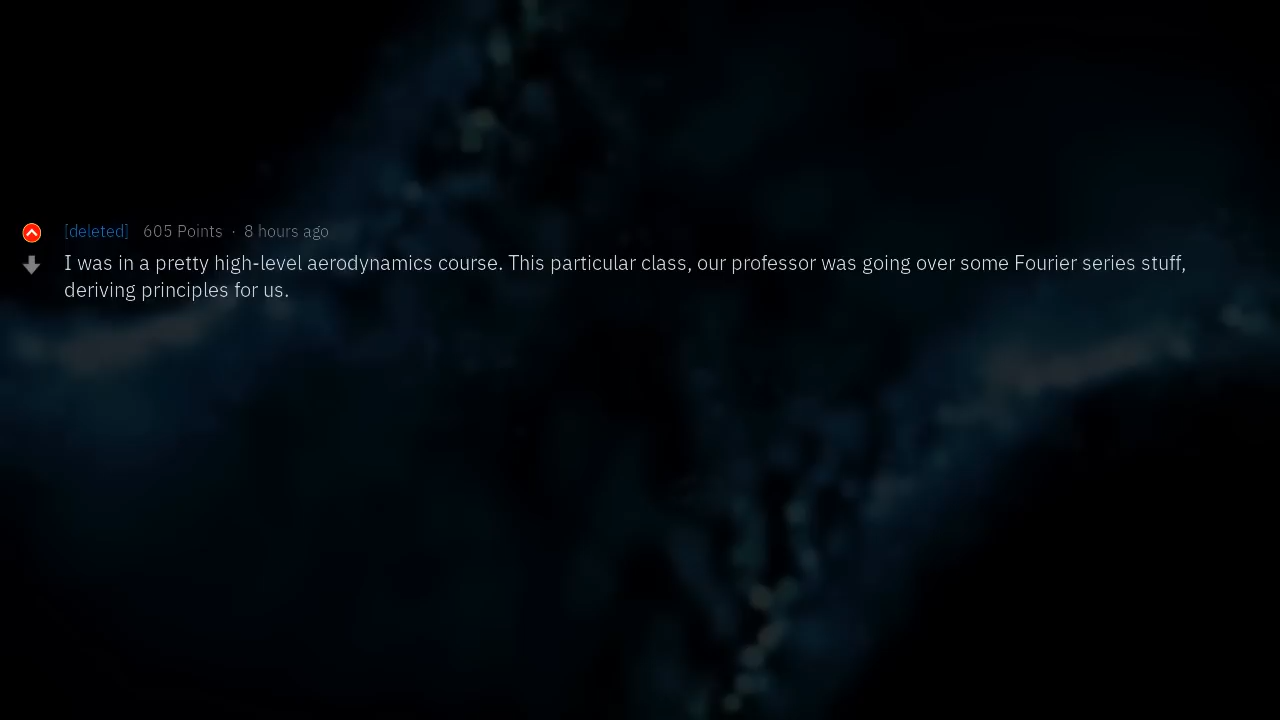 [deleted] 605 Points · 8 hours ago
I was in a pretty high-level aerodynamics course. This particular class, our professor was going over some Fourier series stuff,
deriving principles for us.